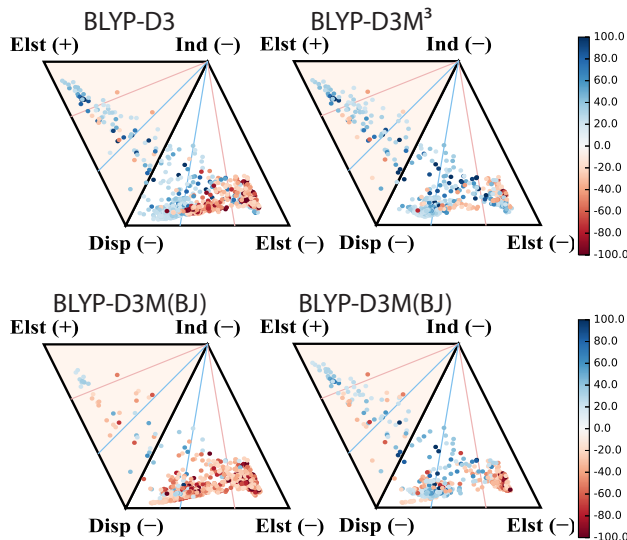 BLYP-D3
BLYP-D3M³
Elst (+)
Ind (−)
Elst (+)
Ind (−)
Disp (−)
Elst (−)
Disp (−)
Elst (−)
100.0
80.0
60.0
40.0
20.0
0.0
-20.0
-40.0
-60.0
-80.0
-100.0
BLYP-D3M(BJ)
BLYP-D3M(BJ)
Elst (+)
Ind (−)
Elst (+)
Ind (−)
Disp (−)
Elst (−)
Disp (−)
Elst (−)
100.0
80.0
60.0
40.0
20.0
0.0
-20.0
-40.0
-60.0
-80.0
-100.0